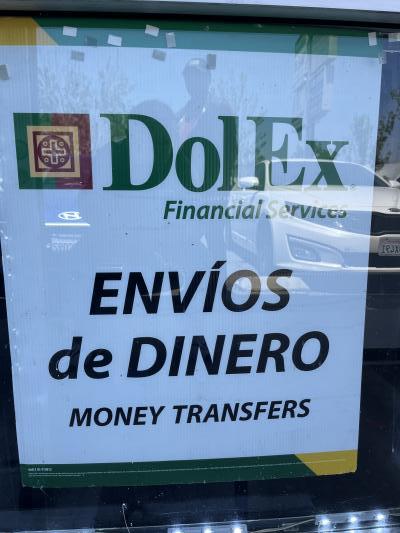 DolEx
Financial Services
ENVÍOS
de DINERO
MONEY TRANSFERS